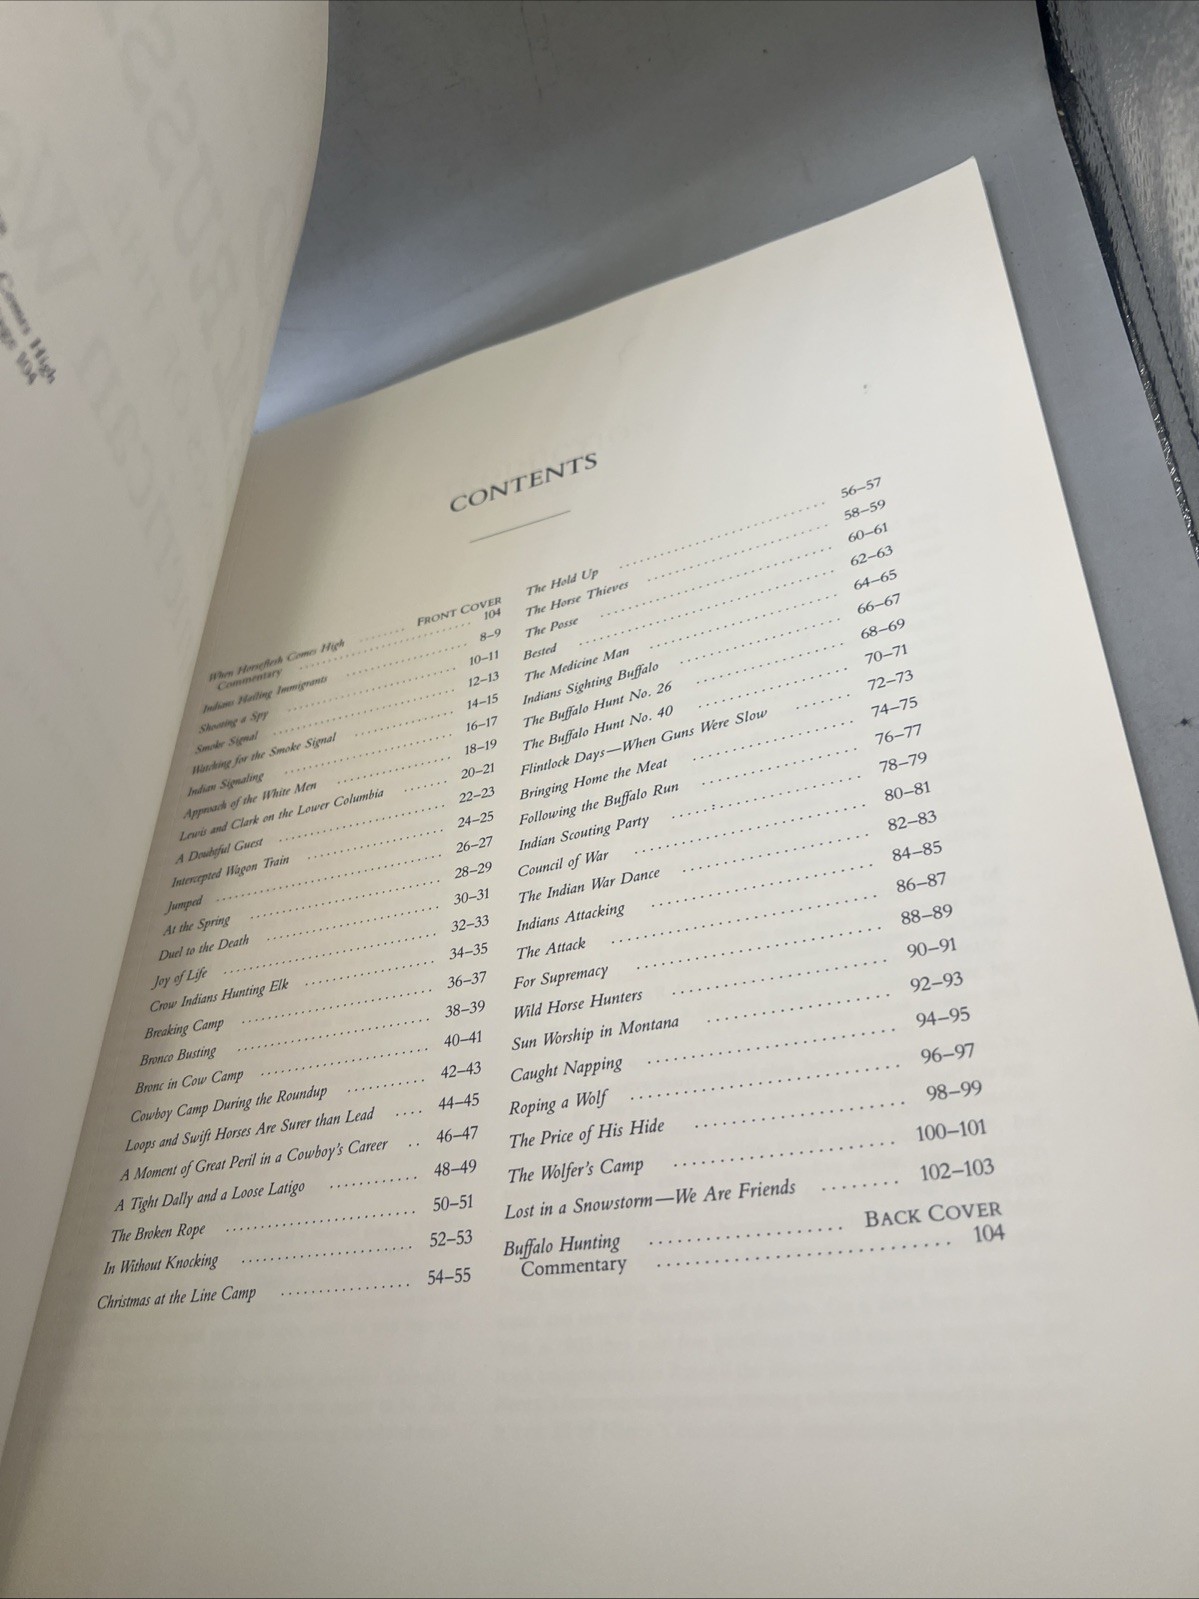 Comes High
Page 104
CONTENTS
When Horseflesh Comes High ........ FRONT COVER
Commentary ........ 104
Indians Hailing Immigrants ........ 8–9
Shooting a Spy ........ 10–11
Smoke Signal ........ 12–13
Watching for the Smoke Signal ........ 14–15
Indian Signaling ........ 16–17
Approach of the White Men ........ 18–19
Lewis and Clark on the Lower Columbia ........ 20–21
A Doubtful Guest ........ 22–23
Intercepted Wagon Train ........ 24–25
Jumped ........ 26–27
At the Spring ........ 28–29
Duel to the Death ........ 30–31
Joy of Life ........ 32–33
Crow Indians Hunting Elk ........ 34–35
Breaking Camp ........ 36–37
Bronco Busting ........ 38–39
Bronc in Cow Camp ........ 40–41
Cowboy Camp During the Roundup ........ 42–43
Loops and Swift Horses Are Surer than Lead .... 44–45
A Moment of Great Peril in a Cowboy's Career .. 46–47
A Tight Dally and a Loose Latigo ........ 48–49
The Broken Rope ........ 50–51
In Without Knocking ........ 52–53
Christmas at the Line Camp ........ 54–55
The Hold Up ........ 56–57
The Horse Thieves ........ 58–59
The Posse ........ 60–61
Bested ........ 62–63
The Medicine Man ........ 64–65
Indians Sighting Buffalo ........ 66–67
The Buffalo Hunt No. 26 ........ 68–69
The Buffalo Hunt No. 40 ........ 70–71
Flintlock Days—When Guns Were Slow ........ 72–73
Bringing Home the Meat ........ 74–75
Following the Buffalo Run ........ 76–77
Indian Scouting Party ........ 78–79
Council of War ........ 80–81
The Indian War Dance ........ 82–83
Indians Attacking ........ 84–85
The Attack ........ 86–87
For Supremacy ........ 88–89
Wild Horse Hunters ........ 90–91
Sun Worship in Montana ........ 92–93
Caught Napping ........ 94–95
Roping a Wolf ........ 96–97
The Price of His Hide ........ 98–99
The Wolfer's Camp ........ 100–101
Lost in a Snowstorm—We Are Friends ........ 102–103
Buffalo Hunting ........ BACK COVER
Commentary ........ 104